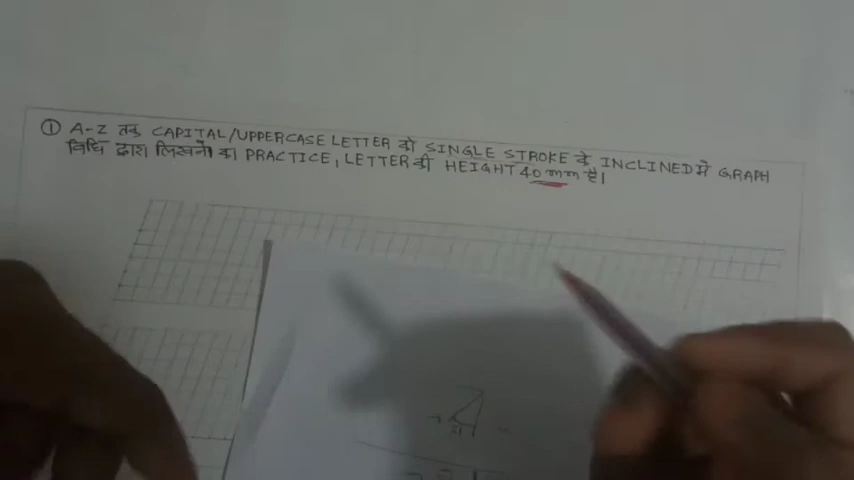 ① A-Z तक CAPITAL/UPPERCASE LETTER को SINGLE STROKE के INCLINED में GRAPH
विधि द्वारा लिखने का PRACTICE, LETTER की HEIGHT 40 mm है।